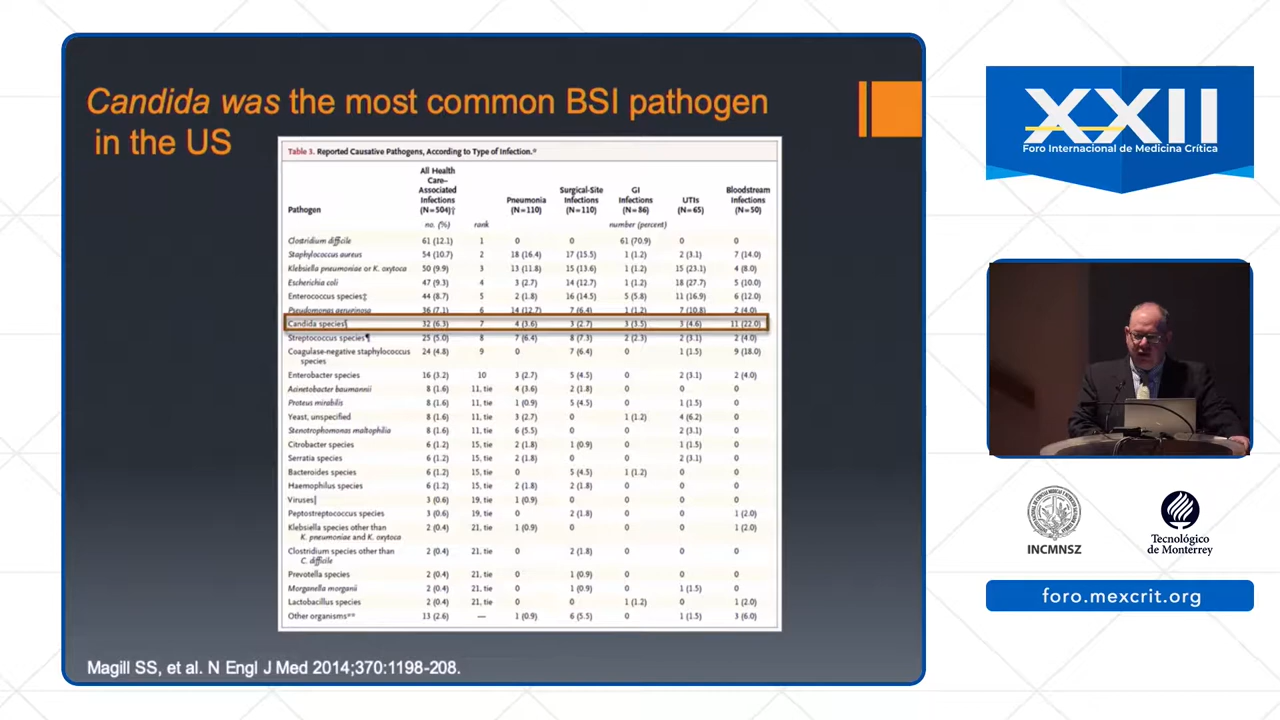 Candida was the most common BSI pathogen
in the US
Table 3. Reported Causative Pathogens, According to Type of Infection.*
Pathogen All Health Care–Associated Infections (N=504)† Pneumonia (N=110) Surgical-Site Infections (N=110) GI Infections (N=86) UTIs (N=65) Bloodstream Infections (N=50)
no. (%) rank number (percent)
Clostridium difficile 61 (12.1) 1 0 0 61 (70.9) 0 0
Staphylococcus aureus 54 (10.7) 2 18 (16.4) 17 (15.5) 1 (1.2) 2 (3.1) 7 (14.0)
Klebsiella pneumoniae or K. oxytoca 50 (9.9) 3 13 (11.8) 15 (13.6) 1 (1.2) 15 (23.1) 4 (8.0)
Escherichia coli 47 (9.3) 4 3 (2.7) 14 (12.7) 1 (1.2) 18 (27.7) 5 (10.0)
Enterococcus species‡ 44 (8.7) 5 2 (1.8) 16 (14.5) 5 (5.8) 11 (16.9) 6 (12.0)
Pseudomonas aeruginosa 36 (7.1) 6 14 (12.7) 7 (6.4) 1 (1.2) 7 (10.8) 2 (4.0)
Candida species¶ 32 (6.3) 7 4 (3.6) 3 (2.7) 3 (3.5) 3 (4.6) 11 (22.0)
Streptococcus species¶ 25 (5.0) 8 7 (6.4) 8 (7.3) 2 (2.3) 2 (3.1) 2 (4.0)
Coagulase-negative staphylococcus species 24 (4.8) 9 0 7 (6.4) 0 1 (1.5) 9 (18.0)
Enterobacter species 16 (3.2) 10 3 (2.7) 5 (4.5) 0 2 (3.1) 2 (4.0)
Acinetobacter baumannii 8 (1.6) 11, tie 4 (3.6) 2 (1.8) 0 0 0
Proteus mirabilis 8 (1.6) 11, tie 1 (0.9) 5 (4.5) 0 1 (1.5) 0
Yeast, unspecified 8 (1.6) 11, tie 3 (2.7) 0 1 (1.2) 4 (6.2) 0
Stenotrophomonas maltophilia 8 (1.6) 11, tie 6 (5.5) 0 0 2 (3.1) 0
Citrobacter species 6 (1.2) 15, tie 2 (1.8) 1 (0.9) 0 1 (1.5) 0
Serratia species 6 (1.2) 15, tie 2 (1.8) 0 0 2 (3.1) 0
Bacteroides species 6 (1.2) 15, tie 0 5 (4.5) 1 (1.2) 0 0
Haemophilus species 6 (1.2) 15, tie 2 (1.8) 2 (1.8) 0 0 0
Viruses‖ 3 (0.6) 19, tie 1 (0.9) 0 0 0 0
Peptostreptococcus species 3 (0.6) 19, tie 0 2 (1.8) 0 0 1 (2.0)
Klebsiella species other than K. pneumoniae and K. oxytoca 2 (0.4) 21, tie 1 (0.9) 0 0 0 1 (2.0)
Clostridium species other than C. difficile 2 (0.4) 21, tie 0 2 (1.8) 0 0 0
Prevotella species 2 (0.4) 21, tie 0 1 (0.9) 0 0 0
Morganella morganii 2 (0.4) 21, tie 0 1 (0.9) 0 1 (1.5) 0
Lactobacillus species 2 (0.4) 21, tie 0 0 1 (1.2) 0 1 (2.0)
Other organisms** 13 (2.6) — 1 (0.9) 6 (5.5) 0 1 (1.5) 3 (6.0)
Magill SS, et al. N Engl J Med 2014;370:1198-208.
XXII
Foro Internacional de Medicina Crítica
INCMNSZ
Tecnológico
de Monterrey
foro.mexcrit.org